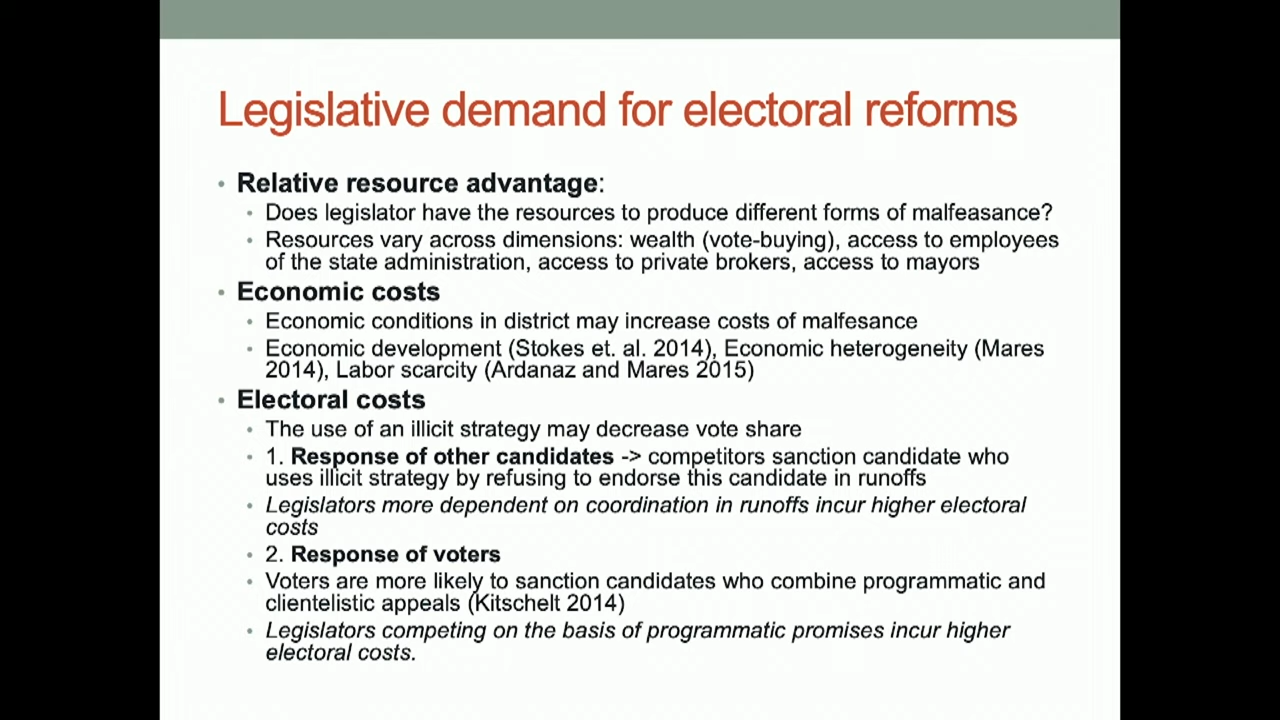 Legislative demand for electoral reforms
• Relative resource advantage:
• Does legislator have the resources to produce different forms of malfeasance?
• Resources vary across dimensions: wealth (vote-buying), access to employees
of the state administration, access to private brokers, access to mayors
• Economic costs
• Economic conditions in district may increase costs of malfesance
• Economic development (Stokes et. al. 2014), Economic heterogeneity (Mares
2014), Labor scarcity (Ardanaz and Mares 2015)
• Electoral costs
• The use of an illicit strategy may decrease vote share
• 1. Response of other candidates -> competitors sanction candidate who
uses illicit strategy by refusing to endorse this candidate in runoffs
• Legislators more dependent on coordination in runoffs incur higher electoral
costs
• 2. Response of voters
• Voters are more likely to sanction candidates who combine programmatic and
clientelistic appeals (Kitschelt 2014)
• Legislators competing on the basis of programmatic promises incur higher
electoral costs.